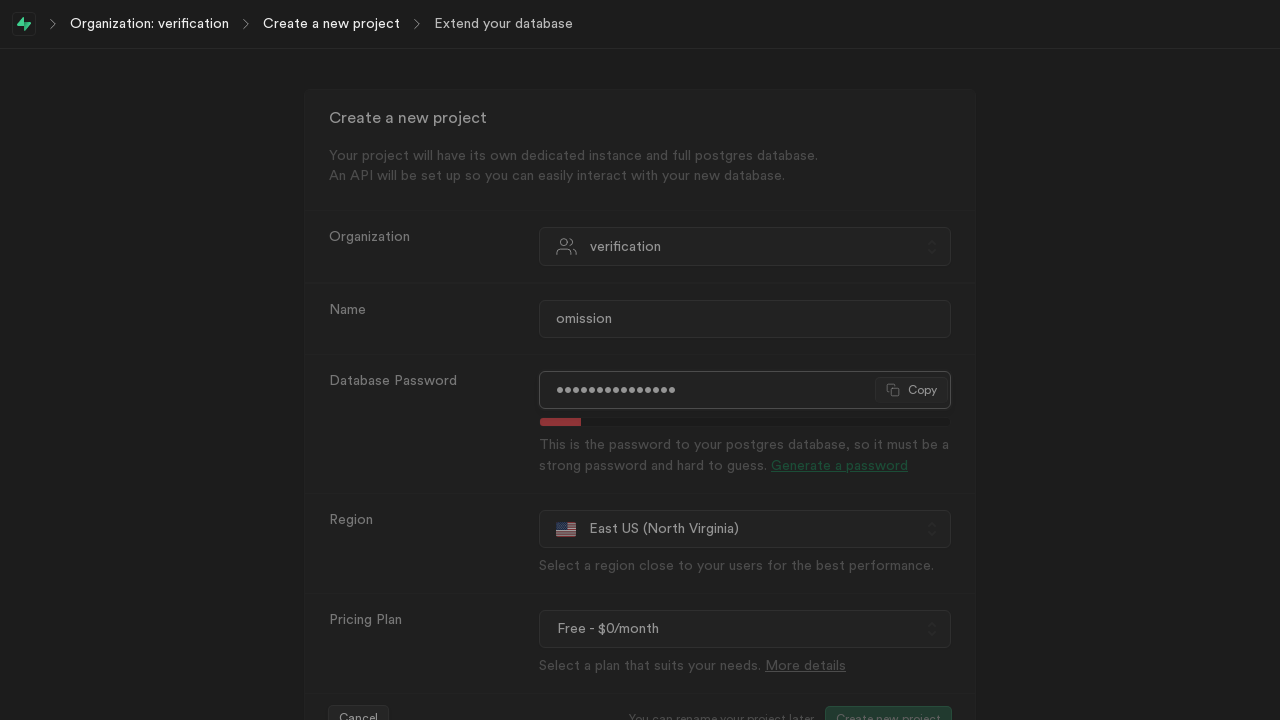 Organization: verification
Create a new project
Extend your database
Create a new project
Your project will have its own dedicated instance and full postgres database.
An API will be set up so you can easily interact with your new database.
Organization
verification
Name
omission
Database Password
•••••••••••••••
Copy
This is the password to your postgres database, so it must be a
strong password and hard to guess. Generate a password
Region
East US (North Virginia)
Select a region close to your users for the best performance.
Pricing Plan
Free - $0/month
Select a plan that suits your needs. More details
Cancel
You can rename your project later
Create new project